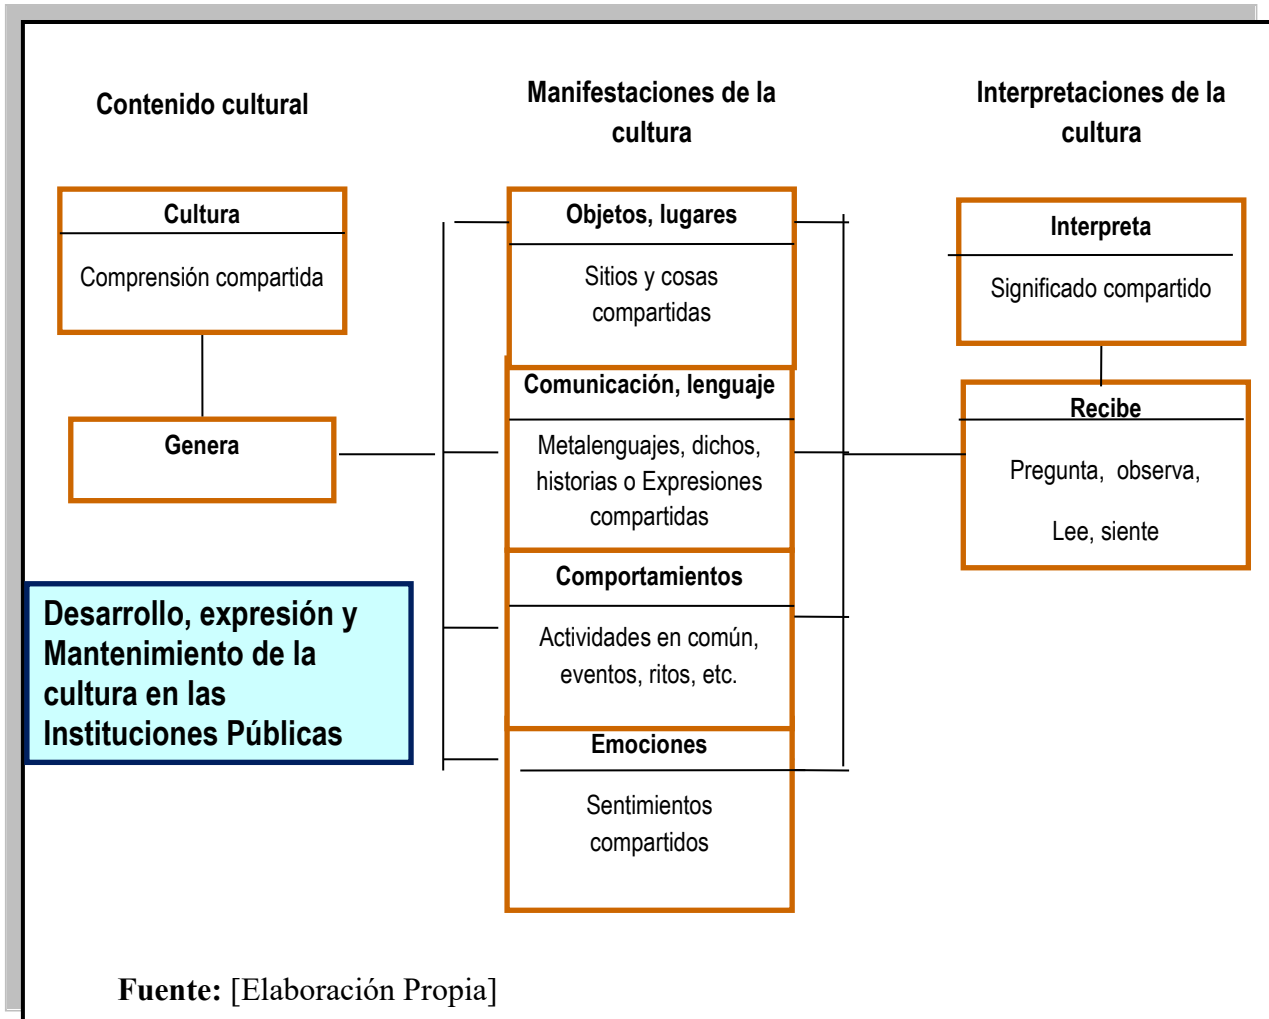 Contenido cultural
Manifestaciones de la
cultura
Interpretaciones de la
cultura
Cultura
Comprensión compartida
Genera
Desarrollo, expresión y
Mantenimiento de la
cultura en las
Instituciones Públicas
Objetos, lugares
Sitios y cosas
compartidas
Comunicación, lenguaje
Metalenguajes, dichos,
historias o Expresiones
compartidas
Comportamientos
Actividades en común,
eventos, ritos, etc.
Emociones
Sentimientos
compartidos
Interpreta
Significado compartido
Recibe
Pregunta, observa,
Lee, siente
Fuente: [Elaboración Propia]